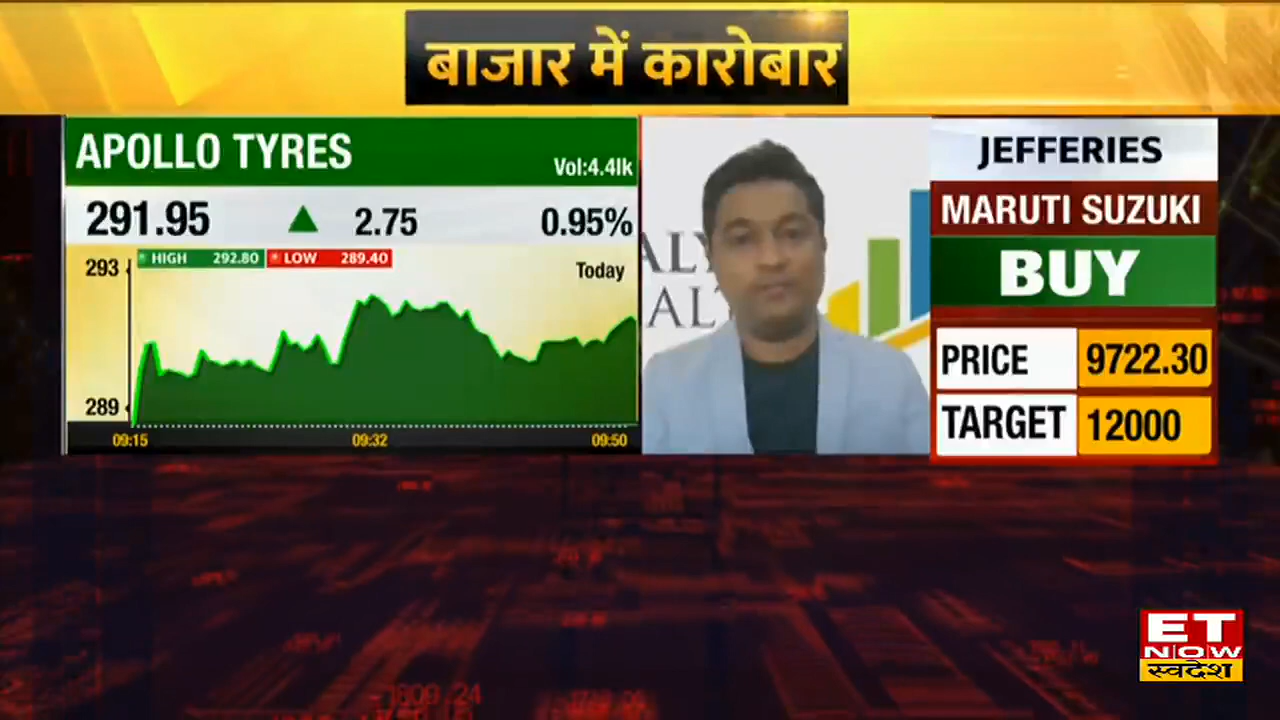 बाजार में कारोबार
APOLLO TYRES
Vol:4.4lk
291.95 ▲ 2.75 0.95%
HIGH 292.80 LOW 289.40
Today
293
289
09:15 09:32 09:50
JEFFERIES
MARUTI SUZUKI
BUY
PRICE 9722.30
TARGET 12000
ET
NOW
स्वदेश